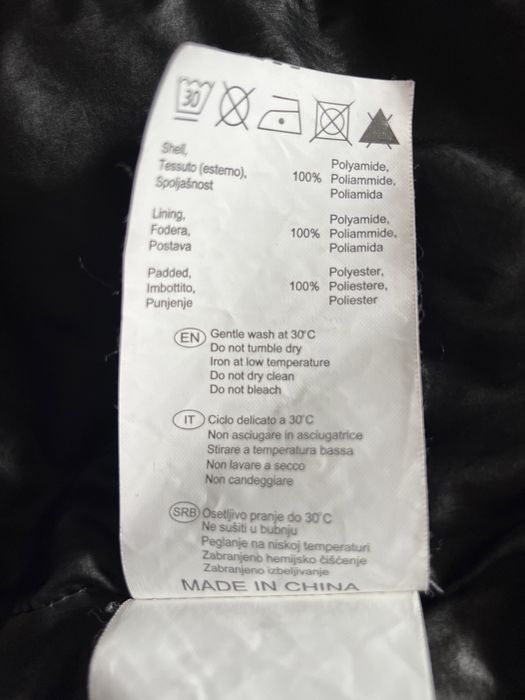 30
Shell,
Tessuto (esterno),
Spoljašnost
100%
Polyamide,
Poliammide,
Poliamida
Lining,
Fodera,
Postava
100%
Polyamide,
Poliammide,
Poliamida
Padded,
Imbottito,
Punjenje
100%
Polyester,
Poliestere,
Poliester
EN Gentle wash at 30°C
Do not tumble dry
Iron at low temperature
Do not dry clean
Do not bleach
IT Ciclo delicato a 30°C
Non asciugare in asciugatrice
Stirare a temperatura bassa
Non lavare a secco
Non candeggiare
SRB Osetljivo pranje do 30°C
Ne sušiti u bubnju
Peglanje na niskoj temperaturi
Zabranjeno hemijsko čišćenje
Zabranjeno izbeljivanje
MADE IN CHINA